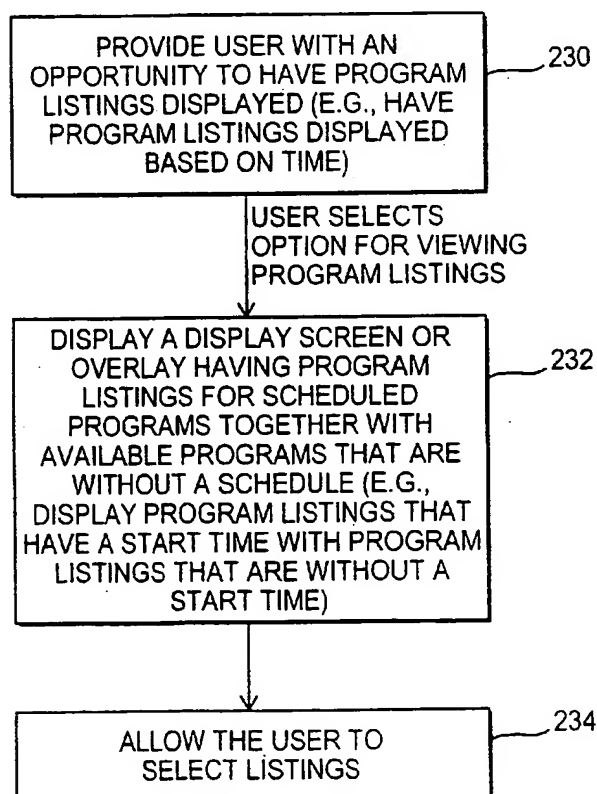 PROVIDE USER WITH AN
OPPORTUNITY TO HAVE PROGRAM
LISTINGS DISPLAYED (E.G., HAVE
PROGRAM LISTINGS DISPLAYED
BASED ON TIME)
230
USER SELECTS
OPTION FOR VIEWING
PROGRAM LISTINGS
DISPLAY A DISPLAY SCREEN OR
OVERLAY HAVING PROGRAM
LISTINGS FOR SCHEDULED
PROGRAMS TOGETHER WITH
AVAILABLE PROGRAMS THAT ARE
WITHOUT A SCHEDULE (E.G.,
DISPLAY PROGRAM LISTINGS THAT
HAVE A START TIME WITH PROGRAM
LISTINGS THAT ARE WITHOUT A
START TIME)
232
ALLOW THE USER TO
SELECT LISTINGS
234